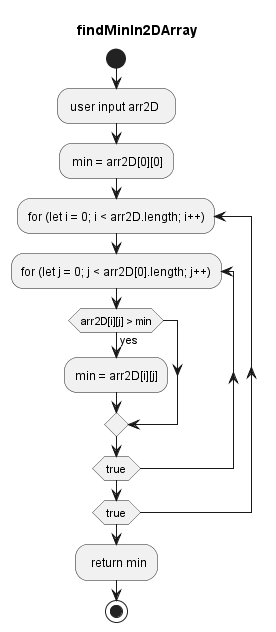 findMinIn2DArray
user input arr2D
min = arr2D[0][0]
for (let i = 0; i < arr2D.length; i++)
for (let j = 0; j < arr2D[0].length; j++)
arr2D[i][j] > min
yes
min = arr2D[i][j]
true
true
return min